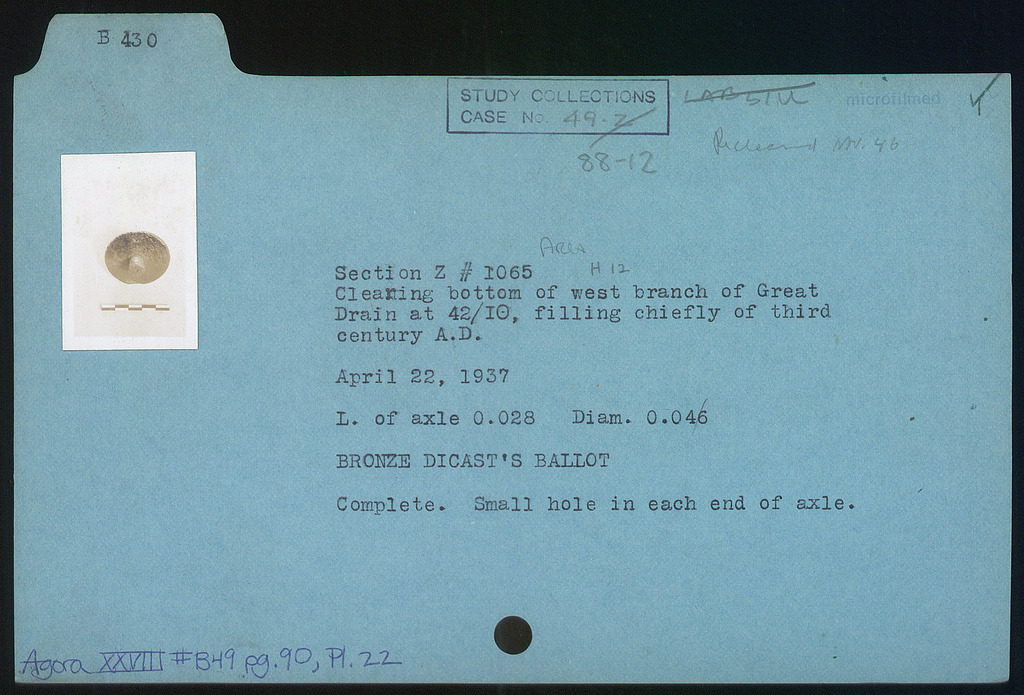 B 430
STUDY COLLECTIONS
CASE No. 49-2
88-12
microfilmed
Area
H 12
Section Z # 1065
Cleaning bottom of west branch of Great
Drain at 42/ΙΘ, filling chiefly of third
century A.D.
April 22, 1937
L. of axle 0.028 Diam. 0.046
BRONZE DICAST'S BALLOT
Complete. Small hole in each end of axle.
Agora XXVIII #B49 pg.90, Pl. 22